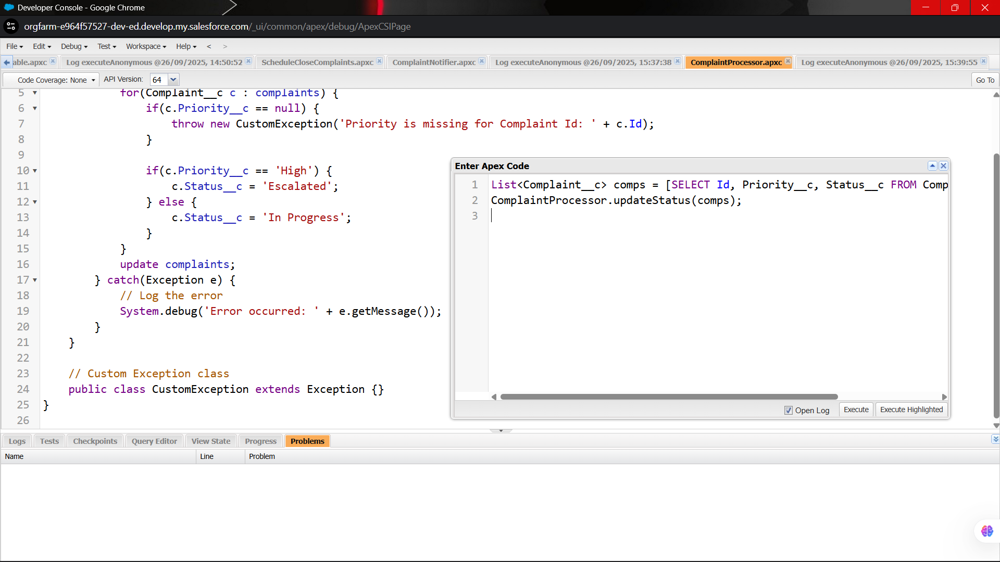 Developer Console - Google Chrome
orgfarm-e964f57527-dev-ed.develop.my.salesforce.com/_ui/common/apex/debug/ApexCSIPage
File Edit Debug Test Workspace Help < >
able.apxc Log executeAnonymous @26/09/2025, 14:50:52 ScheduleCloseComplaints.apxc ComplaintNotifier.apxc Log executeAnonymous @26/09/2025, 15:37:38 ComplaintProcessor.apxc Log executeAnonymous @26/09/2025, 15:39:55
Code Coverage: None API Version: 64 Go To
5 for(Complaint__c c : complaints) {
6 if(c.Priority__c == null) {
7 throw new CustomException('Priority is missing for Complaint Id: ' + c.Id);
8 }
9
10 if(c.Priority__c == 'High') {
11 c.Status__c = 'Escalated';
12 } else {
13 c.Status__c = 'In Progress';
14 }
15 }
16 update complaints;
17 } catch(Exception e) {
18 // Log the error
19 System.debug('Error occurred: ' + e.getMessage());
20 }
21 }
22
23 // Custom Exception class
24 public class CustomException extends Exception {}
25 }
26
Enter Apex Code
1 List<Complaint__c> comps = [SELECT Id, Priority__c, Status__c FROM Comp
2 ComplaintProcessor.updateStatus(comps);
3
Open Log Execute Execute Highlighted
Logs Tests Checkpoints Query Editor View State Progress Problems
Name Line Problem